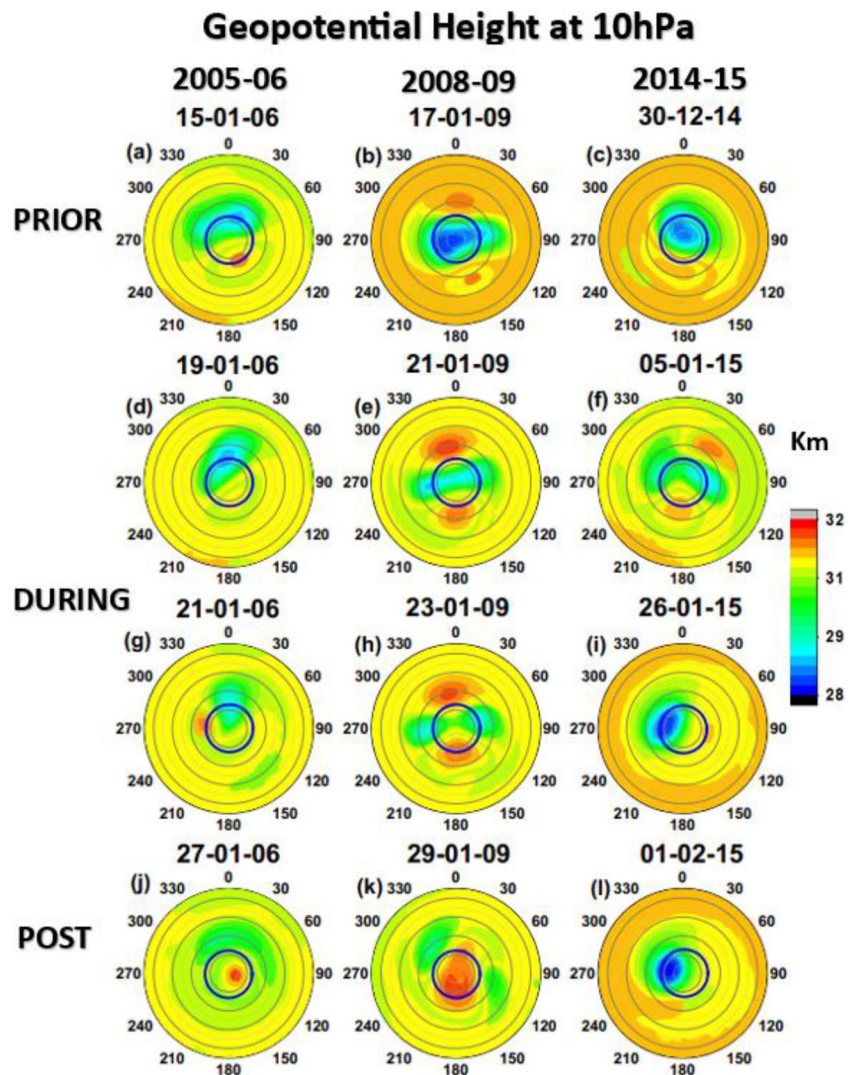 Geopotential Height at 10hPa
2005-06 2008-09 2014-15
15-01-06 17-01-09 30-12-14
PRIOR
(a) 330 0 30 60 90 120 150 180 210 240 270 300
(b) 330 0 30 60 90 120 150 180 210 240 270 300
(c) 330 0 30 60 90 120 150 180 210 240 270 300
19-01-06 21-01-09 05-01-15
(d) 330 0 30 60 90 120 150 180 210 240 270 300
(e) 330 0 30 60 90 120 150 180 210 240 270 300
(f) 330 0 30 60 90 120 150 180 210 240 270 300
Km
32
31
29
28
DURING
21-01-06 23-01-09 26-01-15
(g) 330 0 30 60 90 120 150 180 210 240 270 300
(h) 330 0 30 60 90 120 150 180 210 240 270 300
(i) 330 0 30 60 90 120 150 180 210 240 270 300
27-01-06 29-01-09 01-02-15
POST
(j) 330 0 30 60 90 120 150 180 210 240 270 300
(k) 330 0 30 60 90 120 150 180 210 240 270 300
(l) 330 0 30 60 90 120 150 180 210 240 270 300